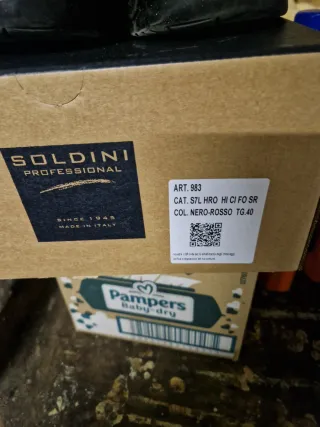 SOLDINI
PROFESSIONAL
SINCE 1945
MADE IN ITALY
ART. 983
CAT. S7L HRO HI CI FO SR
COL. NERO-ROSSO TG.40
Pampers
Baby-dry